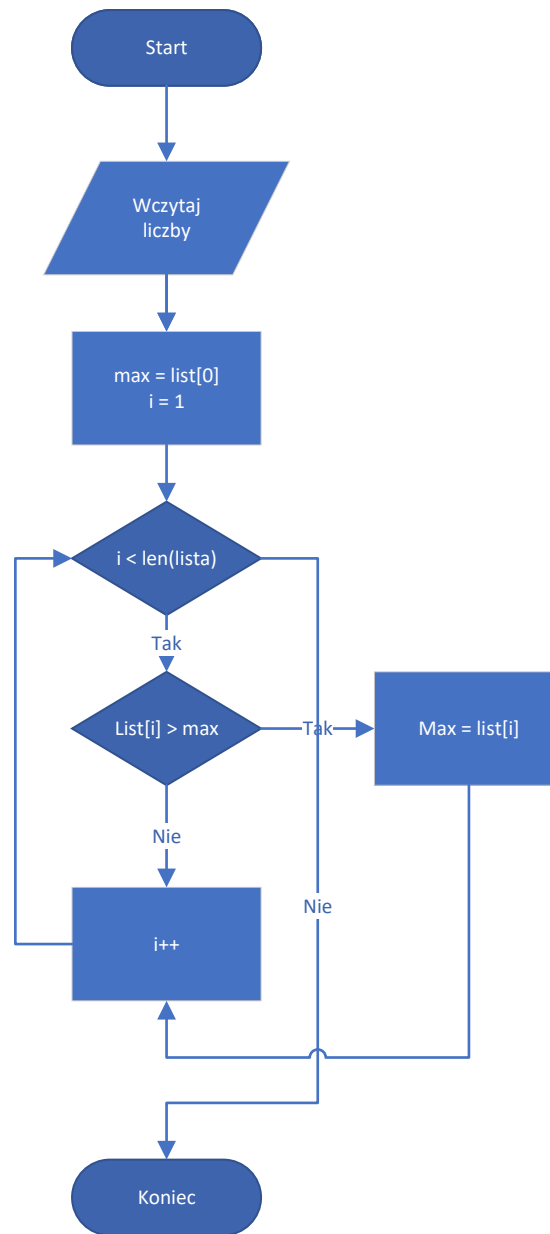 Start
Wczytaj
liczby
max = list[0]
i = 1
i < len(lista)
Tak
List[i] > max
Tak
Max = list[i]
Nie
Nie
i++
Koniec